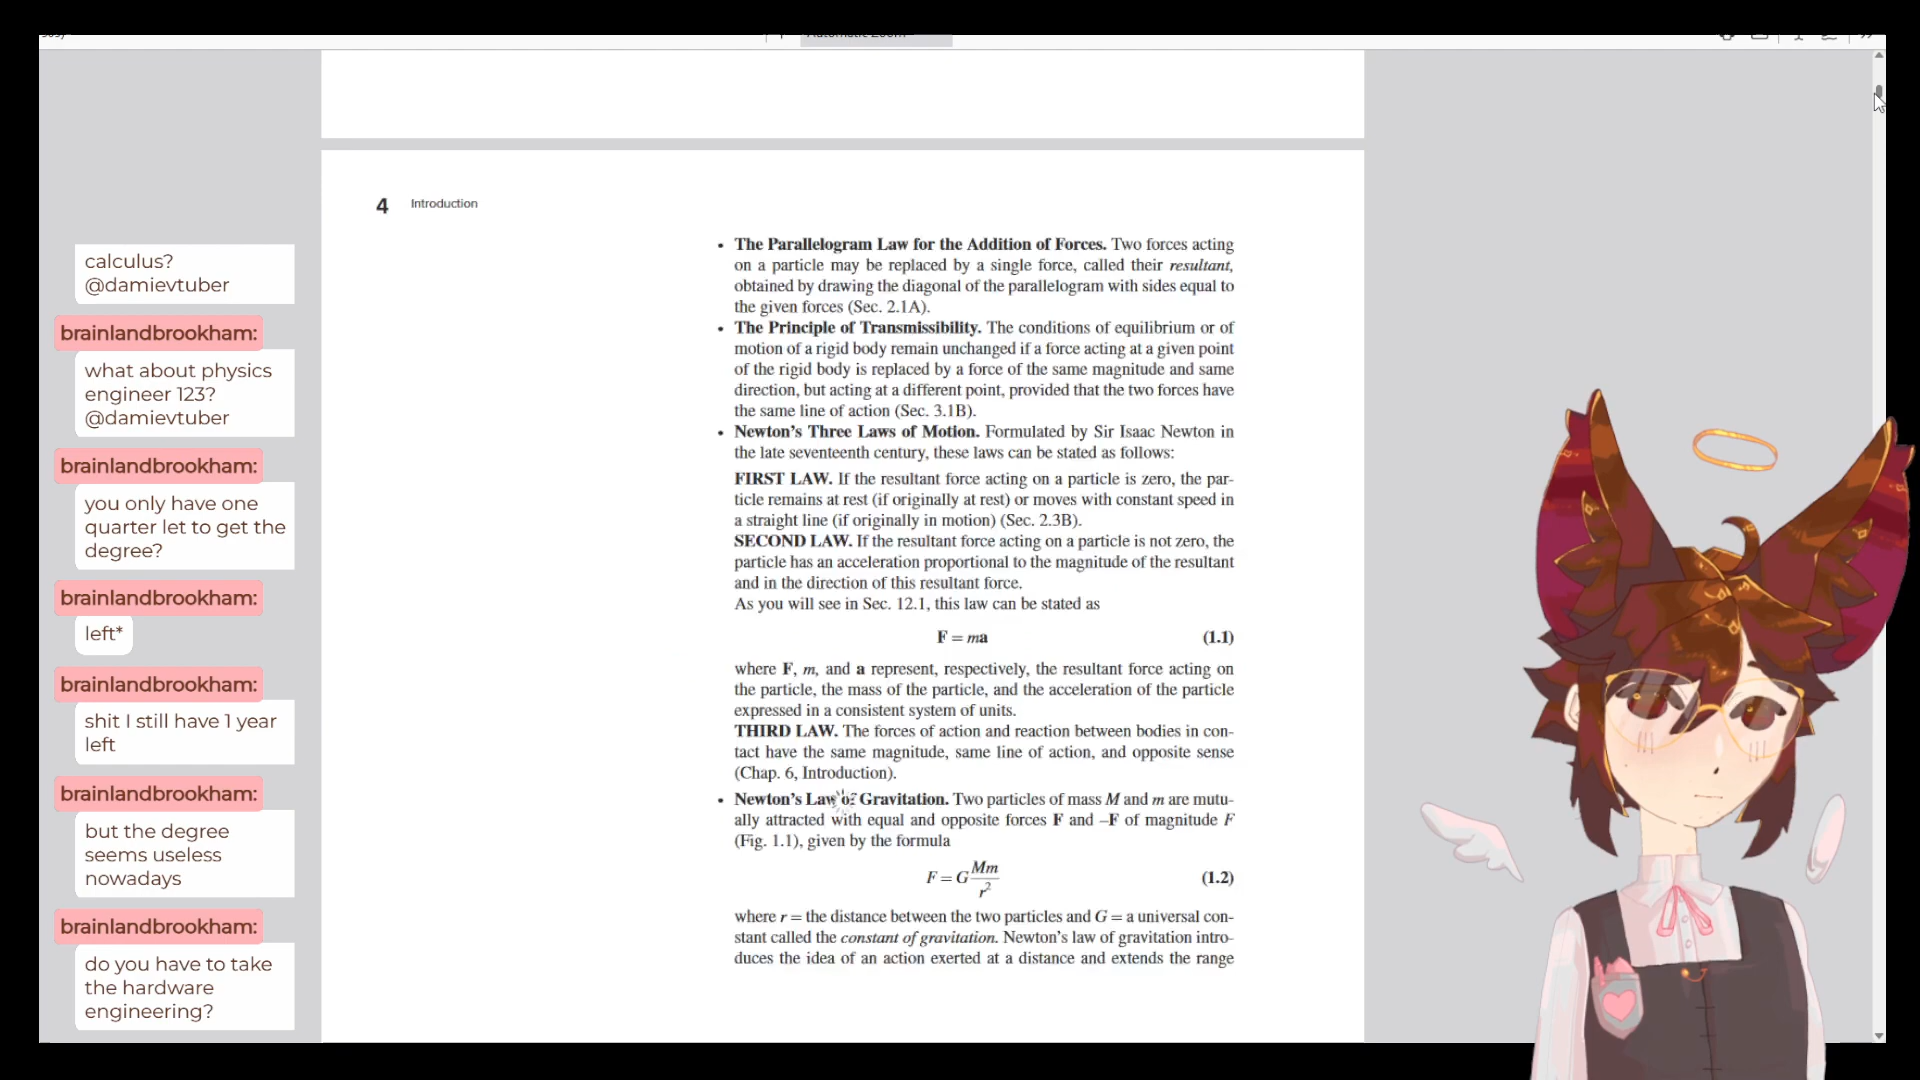 Automatic Zoom
calculus?
@damievtuber
brainlandbrookham:
what about physics
engineer 123?
@damievtuber
brainlandbrookham:
you only have one
quarter let to get the
degree?
brainlandbrookham:
left*
brainlandbrookham:
shit I still have 1 year
left
brainlandbrookham:
but the degree
seems useless
nowadays
brainlandbrookham:
do you have to take
the hardware
engineering?
4 Introduction
• The Parallelogram Law for the Addition of Forces. Two forces acting
on a particle may be replaced by a single force, called their resultant,
obtained by drawing the diagonal of the parallelogram with sides equal to
the given forces (Sec. 2.1A).
• The Principle of Transmissibility. The conditions of equilibrium or of
motion of a rigid body remain unchanged if a force acting at a given point
of the rigid body is replaced by a force of the same magnitude and same
direction, but acting at a different point, provided that the two forces have
the same line of action (Sec. 3.1B).
• Newton's Three Laws of Motion. Formulated by Sir Isaac Newton in
the late seventeenth century, these laws can be stated as follows:
FIRST LAW. If the resultant force acting on a particle is zero, the par-
ticle remains at rest (if originally at rest) or moves with constant speed in
a straight line (if originally in motion) (Sec. 2.3B).
SECOND LAW. If the resultant force acting on a particle is not zero, the
particle has an acceleration proportional to the magnitude of the resultant
and in the direction of this resultant force.
As you will see in Sec. 12.1, this law can be stated as
F = ma (1.1)
where F, m, and a represent, respectively, the resultant force acting on
the particle, the mass of the particle, and the acceleration of the particle
expressed in a consistent system of units.
THIRD LAW. The forces of action and reaction between bodies in con-
tact have the same magnitude, same line of action, and opposite sense
(Chap. 6, Introduction).
• Newton's Law of Gravitation. Two particles of mass M and m are mutu-
ally attracted with equal and opposite forces F and –F of magnitude F
(Fig. 1.1), given by the formula
F = G Mm/r² (1.2)
where r = the distance between the two particles and G = a universal con-
stant called the constant of gravitation. Newton's law of gravitation intro-
duces the idea of an action exerted at a distance and extends the range